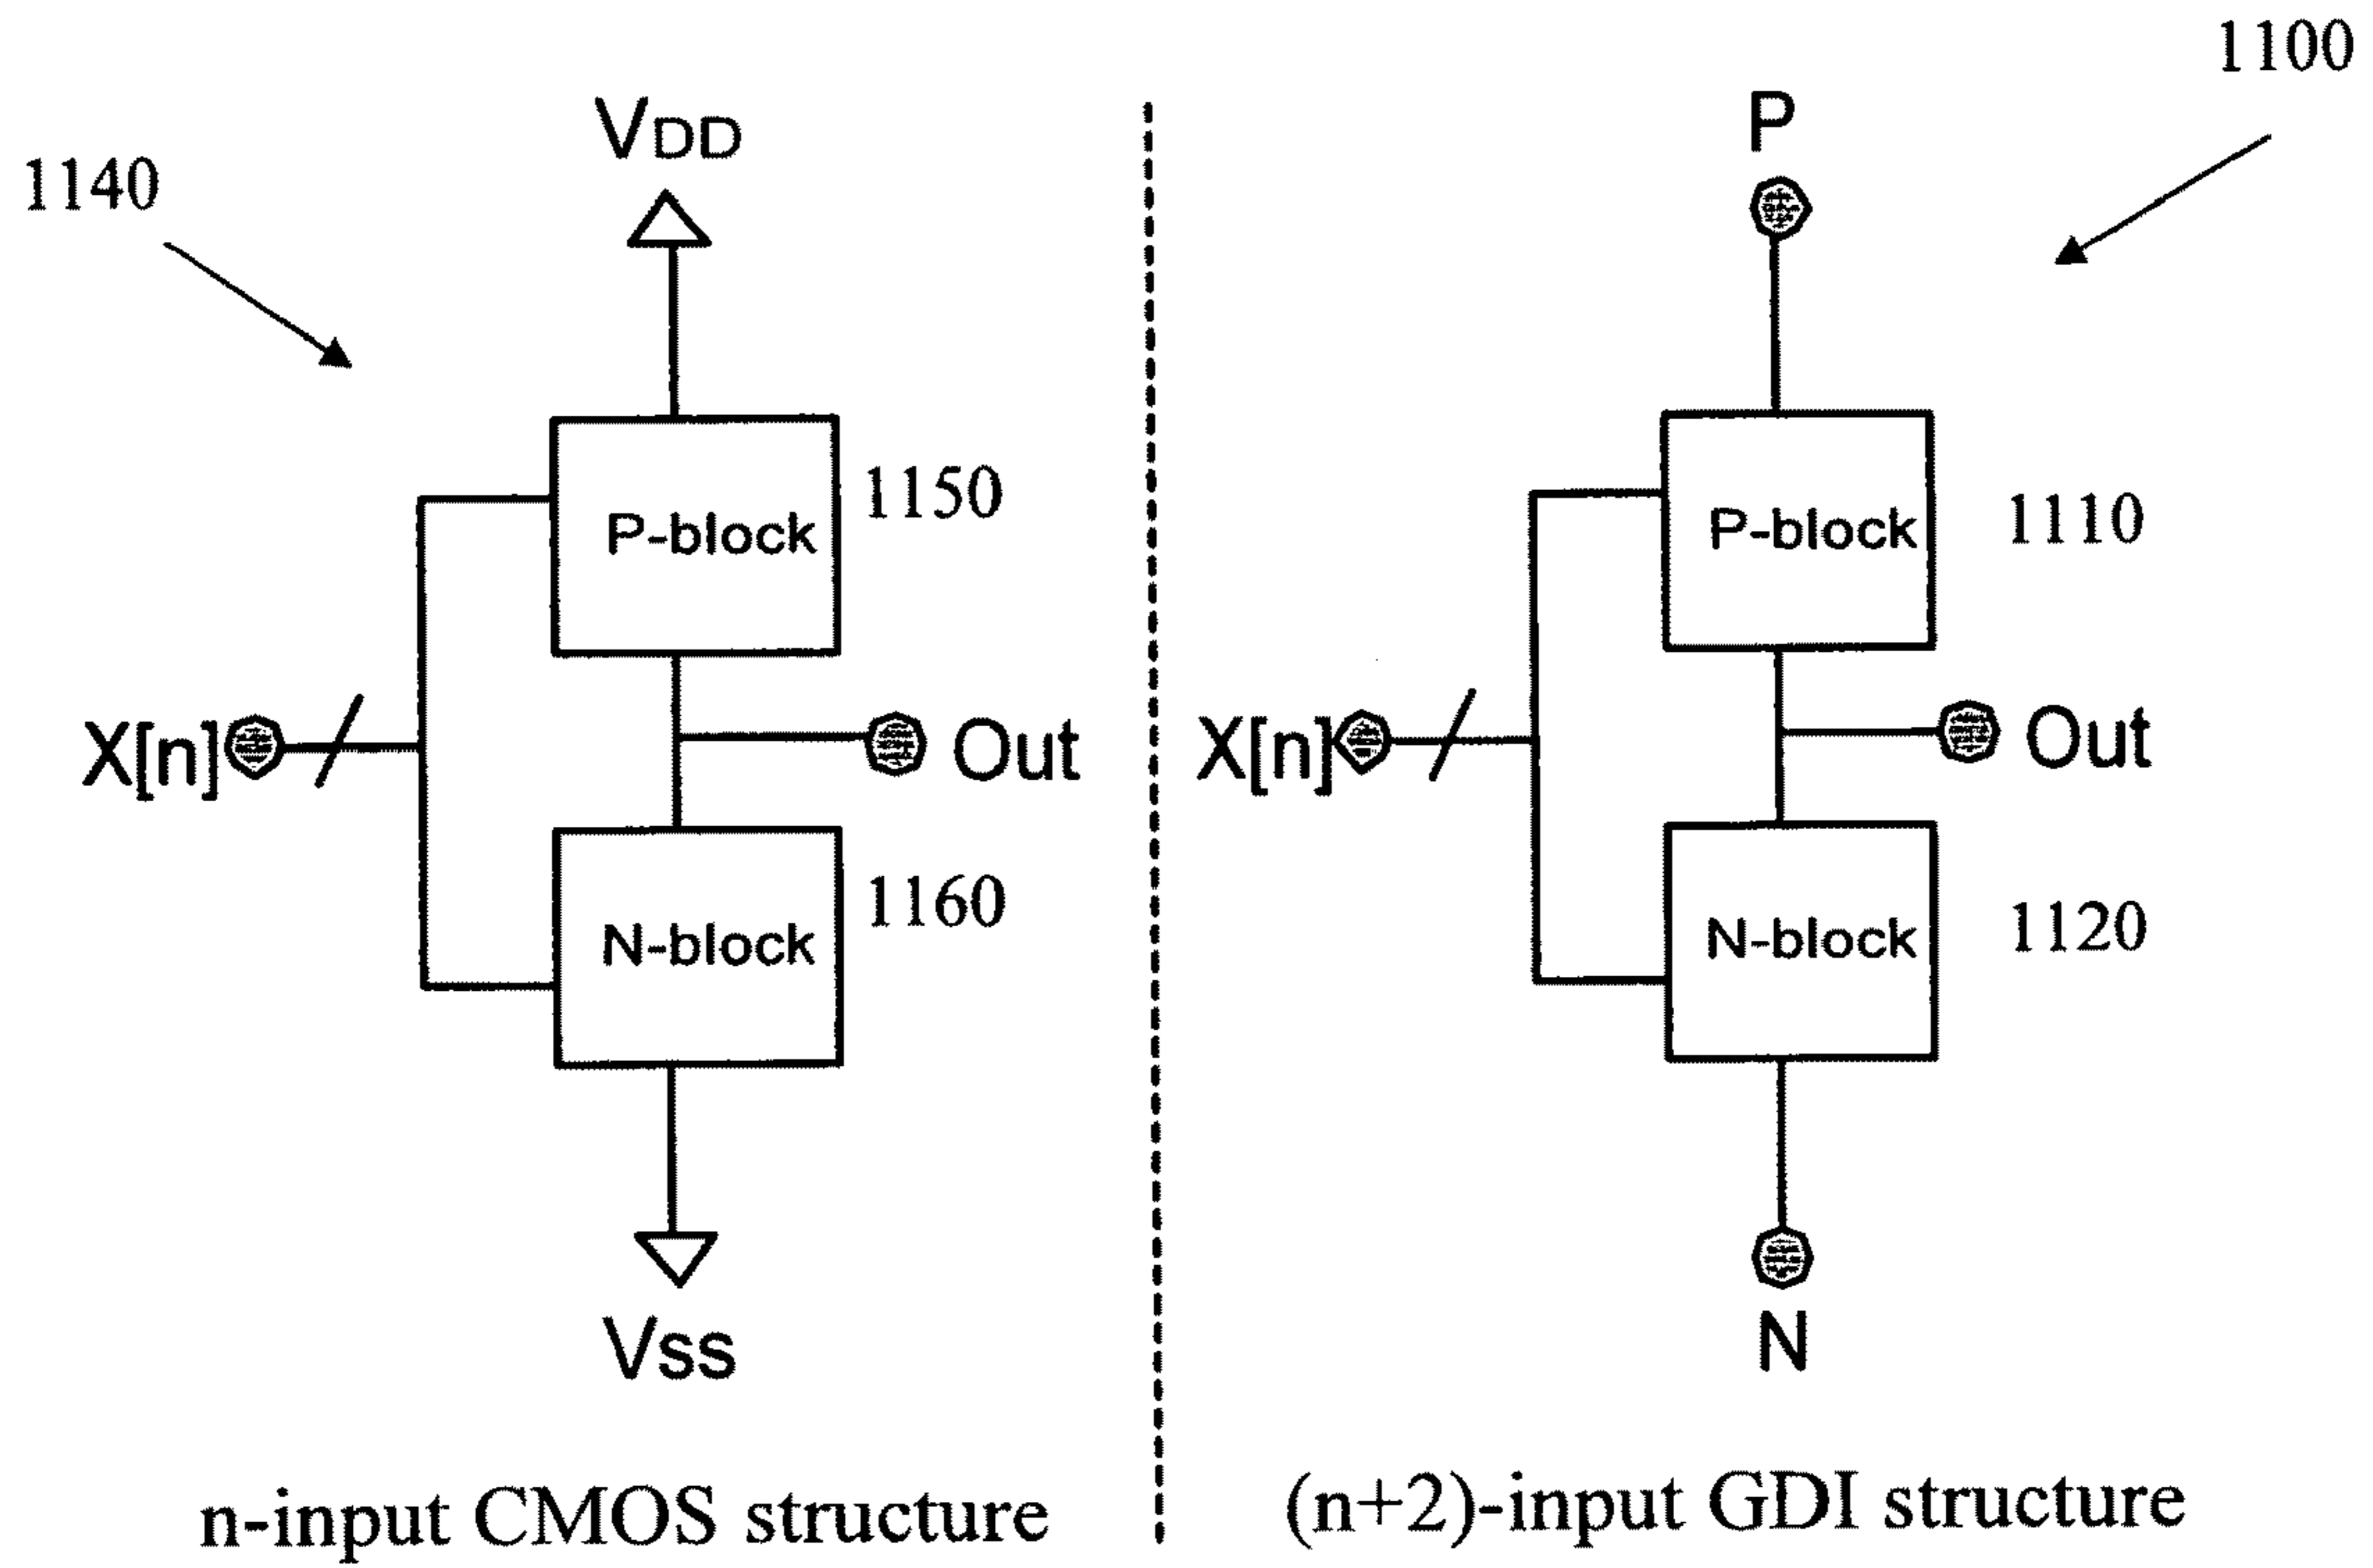 1140
VDD
P-block
1150
X[n]
Out
N-block
1160
Vss
n-input CMOS structure
1100
P
P-block
1110
X[n]
Out
N-block
1120
N
(n+2)-input GDI structure